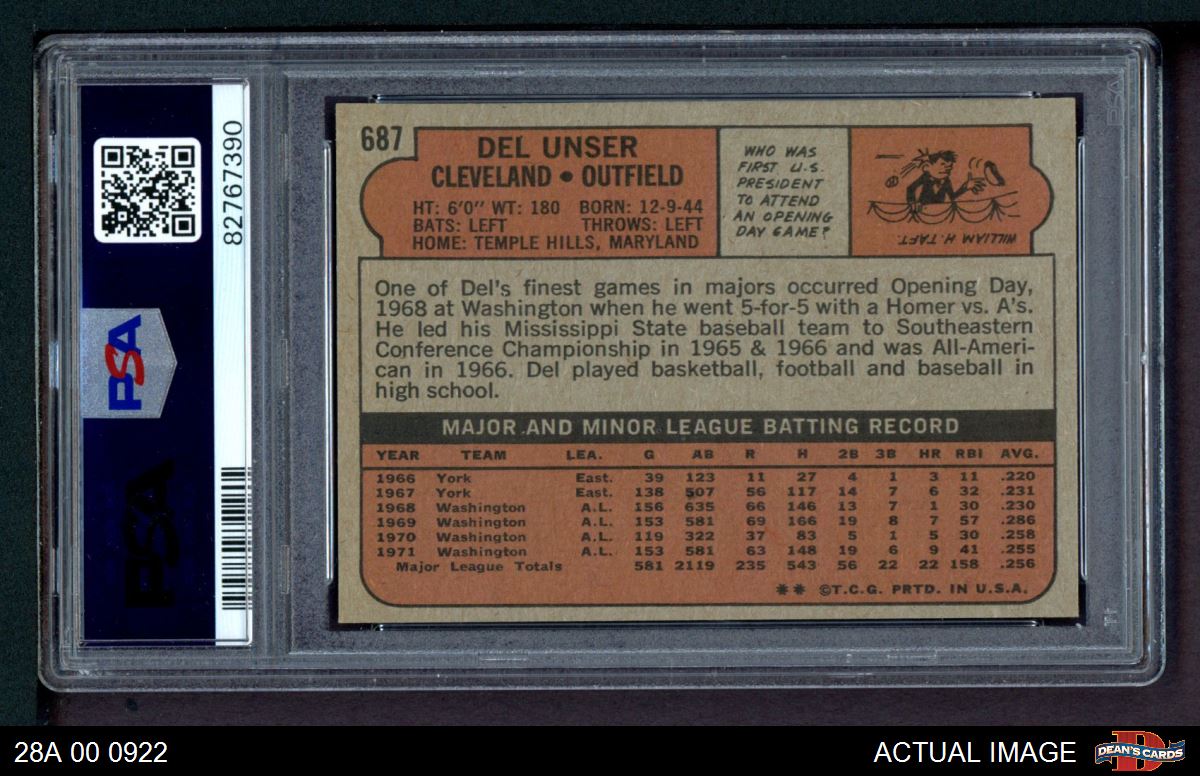 82767390
PSA
PSA
687
DEL UNSER
CLEVELAND • OUTFIELD
HT: 6'0" WT: 180 BORN: 12-9-44
BATS: LEFT THROWS: LEFT
HOME: TEMPLE HILLS, MARYLAND
WHO WAS
FIRST U.S.
PRESIDENT
TO ATTEND
AN OPENING
DAY GAME?
WILLIAM H. TAFT.
One of Del's finest games in majors occurred Opening Day,
1968 at Washington when he went 5-for-5 with a Homer vs. A's.
He led his Mississippi State baseball team to Southeastern
Conference Championship in 1965 & 1966 and was All-Ameri-
can in 1966. Del played basketball, football and baseball in
high school.
MAJOR AND MINOR LEAGUE BATTING RECORD
YEAR TEAM LEA. G AB R H 2B 3B HR RBI AVG.
1966 York East. 39 123 11 27 4 1 3 11 .220
1967 York East. 138 507 56 117 14 7 6 32 .231
1968 Washington A.L. 156 635 66 146 13 7 1 30 .230
1969 Washington A.L. 153 581 69 166 19 8 7 57 .286
1970 Washington A.L. 119 322 37 83 5 1 5 30 .258
1971 Washington A.L. 153 581 63 148 19 6 9 41 .255
Major League Totals 581 2119 235 543 56 22 22 158 .256
** ©T.C.G. PRTD. IN U.S.A.
28A 00 0922
ACTUAL IMAGE
DEAN'S CARDS